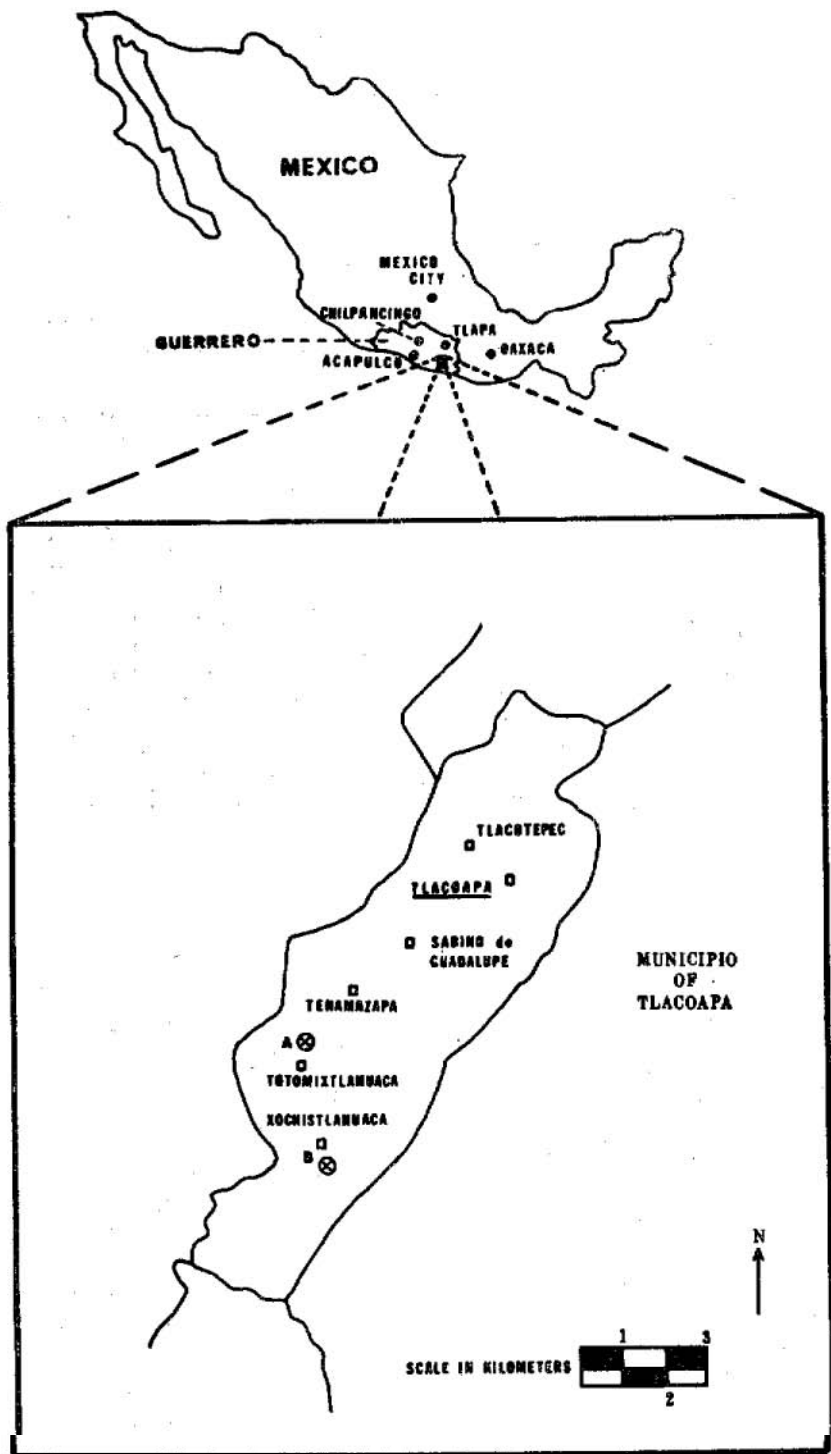 MEXICO
MEXICO
CITY
CHILPANCINGO
TLAPA
GUERRERO
OAXACA
ACAPULCO
TLACOTEPEC
TLACOAPA
SABINO de
GUADALUPE
MUNICIPIO
OF
TLACOAPA
TENAMAZAPA
A
TOTOMIXTLAHUACA
XOCHISTLAHUACA
B
N
1 3
SCALE IN KILOMETERS
2